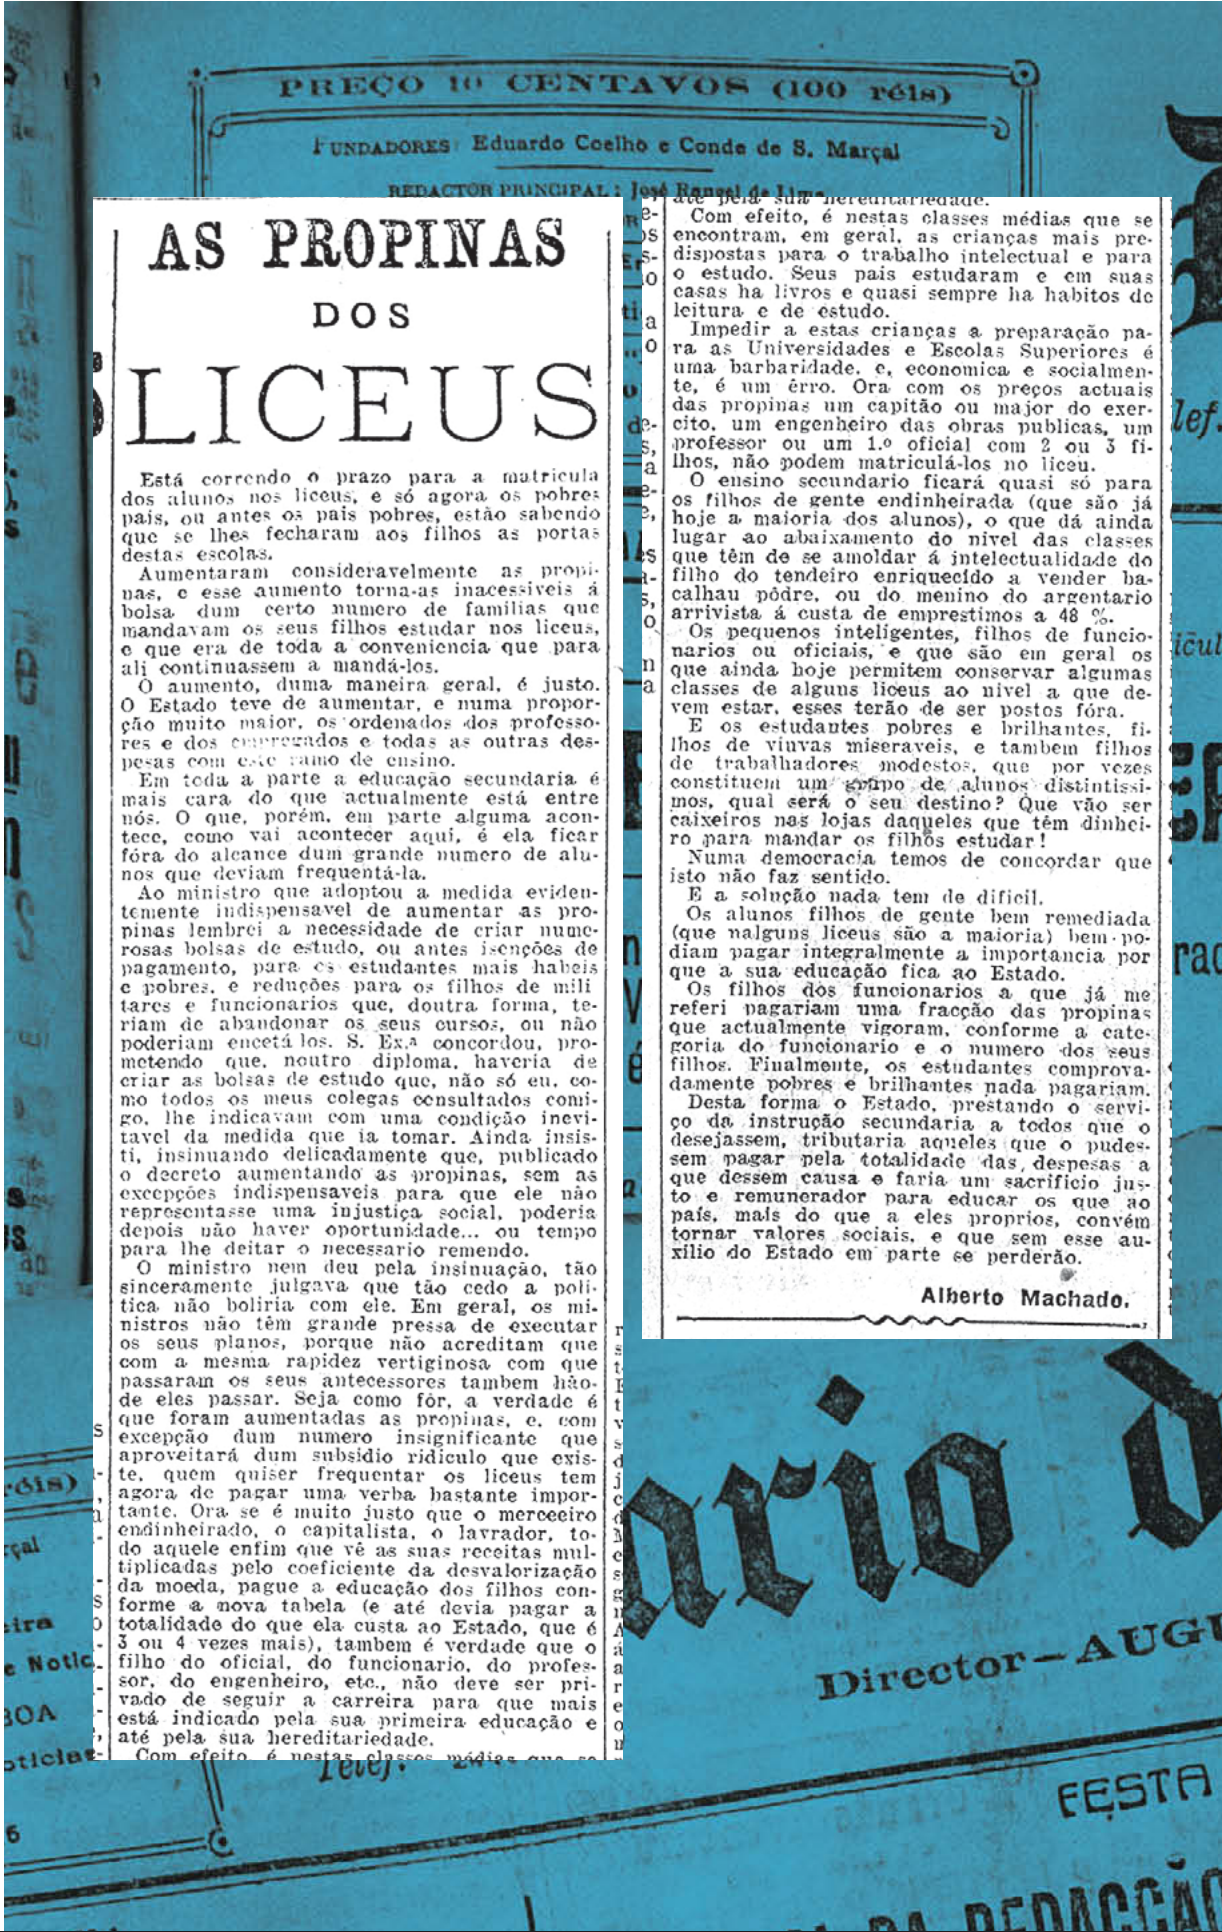 PREÇO 10 CENTAVOS (100 réis)
FUNDADORES: Eduardo Coelho e Conde de S. Marçal
REDACTOR PRINCIPAL: José Rangel de Lima
AS PROPINAS
DOS
LICEUS
Está correndo o prazo para a matricula
dos alunos nos liceus, e só agora os pobres
pais, ou antes os pais pobres, estão sabendo
que se lhes fecharam aos filhos as portas
destas escolas.
Aumentaram consideravelmente as propi-
nas, e esse aumento torna-as inacessiveis á
bolsa dum certo numero de familias que
mandavam os seus filhos estudar nos liceus,
e que era de toda a conveniencia que para
ali continuassem a mandá-los.
O aumento, duma maneira geral, é justo.
O Estado teve de aumentar, e numa propor-
ção muito maior, os ordenados dos professo-
res e dos empregados e todas as outras des-
pesas com este ramo de ensino.
Em toda a parte a educação secundaria é
mais cara do que actualmente está entre
nós. O que, porém, em parte alguma acon-
tece, como vai acontecer aqui, é ela ficar
fóra do alcance dum grande numero de alu-
nos que deviam frequentá-la.
Ao ministro que adoptou a medida eviden-
temente indispensavel de aumentar as pro-
pinas lembrei a necessidade de criar nume-
rosas bolsas de estudo, ou antes isenções de
pagamento, para os estudantes mais habeis
e pobres, e reduções para os filhos de mili
tares e funcionarios que, doutra forma, te-
riam de abandonar os seus cursos, ou não
poderiam encetá los. S. Ex.ª concordou, pro-
metendo que, noutro diploma, haveria de
criar as bolsas de estudo que, não só eu, co-
mo todos os meus colegas consultados comi-
go, lhe indicavam com uma condição inevi-
tavel da medida que ia tomar. Ainda insis-
ti, insinuando delicadamente que, publicado
o decreto aumentando as propinas, sem as
excepções indispensaveis para que ele não
representasse uma injustiça social, poderia
depois não haver oportunidade... ou tempo
para lhe deitar o necessario remendo.
O ministro nem deu pela insinuação, tão
sinceramente julgava que tão cedo a poli-
tica não boliria com ele. Em geral, os mi-
nistros não têm grande pressa de executar
os seus planos, porque não acreditam que
com a mesma rapidez vertiginosa com que
passaram os seus antecessores tambem hão-
de eles passar. Seja como fôr, a verdade é
que foram aumentadas as propinas, e, com
excepção dum numero insignificante que
aproveitará dum subsidio ridiculo que exis-
te, quem quiser frequentar os liceus tem
agora de pagar uma verba bastante impor-
tante. Ora se é muito justo que o merceeiro
endinheirado, o capitalista, o lavrador, to-
do aquele enfim que vê as suas receitas mul-
tiplicadas pelo coeficiente da desvalorização
da moeda, pague a educação dos filhos con-
forme a nova tabela (e até devia pagar a
totalidade do que ela custa ao Estado, que é
3 ou 4 vezes mais), tambem é verdade que o
filho do oficial, do funcionario, do profes-
sor, do engenheiro, etc., não deve ser pri-
vado de seguir a carreira para que mais
está indicado pela sua primeira educação e
até pela sua hereditariedade.
Com efeito, é nestas classes médias que se
até pela sua hereditariedade.
Com efeito, é nestas classes médias que se
encontram, em geral, as crianças mais pre-
dispostas para o trabalho intelectual e para
o estudo. Seus pais estudaram e em suas
casas ha livros e quasi sempre ha habitos de
leitura e de estudo.
Impedir a estas crianças a preparação pa-
ra as Universidades e Escolas Superiores é
uma barbaridade, e, economica e socialmen-
te, é um êrro. Ora com os preços actuais
das propinas um capitão ou major do exer-
cito, um engenheiro das obras publicas, um
professor ou um 1.º oficial com 2 ou 3 fi-
lhos, não podem matriculá-los no liceu.
O ensino secundario ficará quasi só para
os filhos de gente endinheirada (que são já
hoje a maioria dos alunos), o que dá ainda
lugar ao abaixamento do nivel das classes
que têm de se amoldar á intelectualidade do
filho do tendeiro enriquecido a vender ba-
calhau pôdre, ou do menino do argentario
arrivista á custa de emprestimos a 48 %.
Os pequenos inteligentes, filhos de funcio-
narios ou oficiais, e que são em geral os
que ainda hoje permitem conservar algumas
classes de alguns liceus ao nivel a que de-
vem estar, esses terão de ser postos fóra.
E os estudantes pobres e brilhantes, fi-
lhos de viuvas miseraveis, e tambem filhos
de trabalhadores modestos, que por vezes
constituem um grupo de alunos distintissi-
mos, qual será o seu destino? Que vão ser
caixeiros nas lojas daqueles que têm dinhei-
ro para mandar os filhos estudar!
Numa democracia temos de concordar que
isto não faz sentido.
E a solução nada tem de dificil.
Os alunos filhos de gente bem remediada
(que nalguns liceus são a maioria) bem po-
diam pagar integralmente a importancia por
que a sua educação fica ao Estado.
Os filhos dos funcionarios a que já me
referi pagariam uma fracção das propinas
que actualmente vigoram, conforme a cate-
goria do funcionario e o numero dos seus
filhos. Finalmente, os estudantes comprova-
damente pobres e brilhantes nada pagariam.
Desta forma o Estado, prestando o servi-
ço da instrução secundaria a todos que o
desejassem, tributaria aqueles que o pudes-
sem pagar pela totalidade das despesas a
que dessem causa e faria um sacrificio jus-
to e remunerador para educar os que ao
país, mais do que a eles proprios, convém
tornar valores sociais, e que sem esse au-
xilio do Estado em parte se perderão.
Alberto Machado.
ario d
Director—AUGU
Telef.
FESTA
DA REDACÇÃO